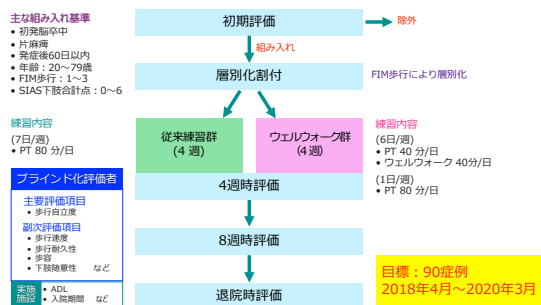 主な組み入れ基準
• 初発脳卒中
• 片麻痺
• 発症後60日以内
• 年齢：20～79歳
• FIM歩行：1～3
• SIAS下肢合計点：0～6
初期評価
除外
組み入れ
層別化割付
FIM歩行により層別化
練習内容
(7日/週)
• PT 80 分/日
従来練習群
(4 週)
ウェルウォーク群
(4週)
練習内容
(6日/週)
• PT 40 分/日
• ウェルウォーク 40分/日
(1日/週)
• PT 80 分/日
ブラインド化評価者
主要評価項目
• 歩行自立度
副次評価項目
• 歩行速度
• 歩行耐久性
• 歩容
• 下肢随意性 など
実施
施設
• ADL
• 入院期間 など
4週時評価
8週時評価
退院時評価
目標：90症例
2018年4月～2020年3月